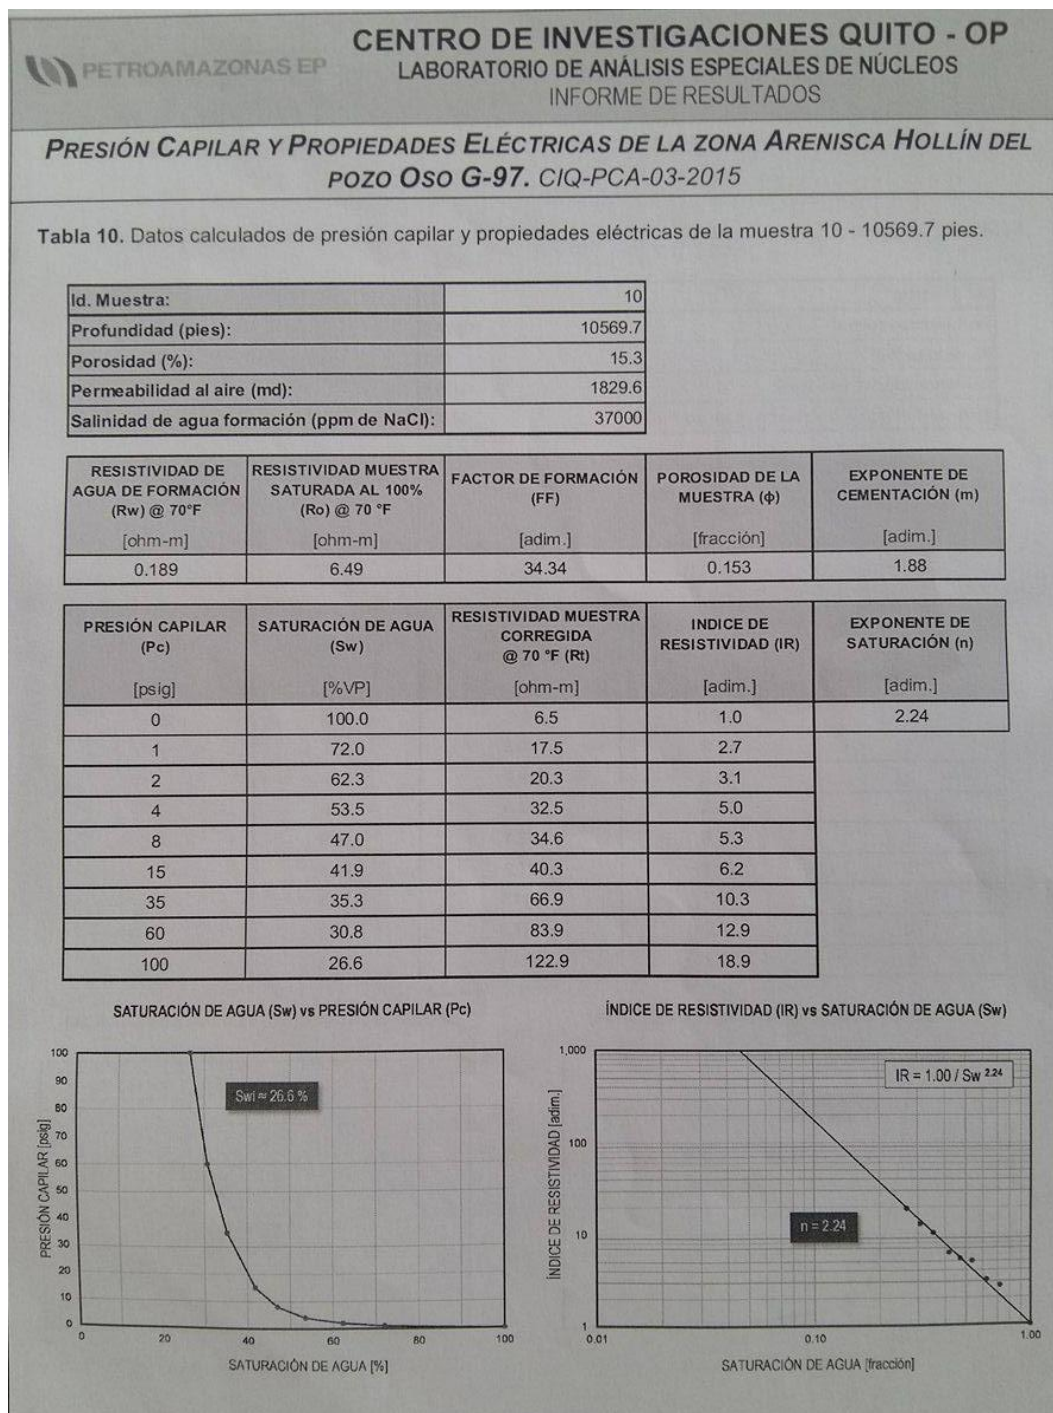 PETROAMAZONAS EP
CENTRO DE INVESTIGACIONES QUITO - OP
LABORATORIO DE ANÁLISIS ESPECIALES DE NÚCLEOS
INFORME DE RESULTADOS
PRESIÓN CAPILAR Y PROPIEDADES ELÉCTRICAS DE LA ZONA ARENISCA HOLLÍN DEL
POZO OSO G-97. CIQ-PCA-03-2015
Tabla 10. Datos calculados de presión capilar y propiedades eléctricas de la muestra 10 - 10569.7 pies.
Id. Muestra: 10
Profundidad (pies): 10569.7
Porosidad (%): 15.3
Permeabilidad al aire (md): 1829.6
Salinidad de agua formación (ppm de NaCl): 37000
RESISTIVIDAD DE AGUA DE FORMACIÓN (Rw) @ 70°F [ohm-m]
RESISTIVIDAD MUESTRA SATURADA AL 100% (Ro) @ 70 °F [ohm-m]
FACTOR DE FORMACIÓN (FF) [adim.]
POROSIDAD DE LA MUESTRA (ϕ) [fracción]
EXPONENTE DE CEMENTACIÓN (m) [adim.]
0.189 6.49 34.34 0.153 1.88
PRESIÓN CAPILAR (Pc) [psig]
SATURACIÓN DE AGUA (Sw) [%VP]
RESISTIVIDAD MUESTRA CORREGIDA @ 70 °F (Rt) [ohm-m]
INDICE DE RESISTIVIDAD (IR) [adim.]
EXPONENTE DE SATURACIÓN (n) [adim.]
0 100.0 6.5 1.0 2.24
1 72.0 17.5 2.7
2 62.3 20.3 3.1
4 53.5 32.5 5.0
8 47.0 34.6 5.3
15 41.9 40.3 6.2
35 35.3 66.9 10.3
60 30.8 83.9 12.9
100 26.6 122.9 18.9
SATURACIÓN DE AGUA (Sw) vs PRESIÓN CAPILAR (Pc)
PRESIÓN CAPILAR [psig]
100
90
80
70
60
50
40
30
20
10
0
Swi ≈ 26.6 %
0 20 40 60 80 100
SATURACIÓN DE AGUA [%]
ÍNDICE DE RESISTIVIDAD (IR) vs SATURACIÓN DE AGUA (Sw)
ÍNDICE DE RESISTIVIDAD [adim.]
1,000
100
10
1
IR = 1.00 / Sw 2.24
n = 2.24
0.01 0.10 1.00
SATURACIÓN DE AGUA [fracción]